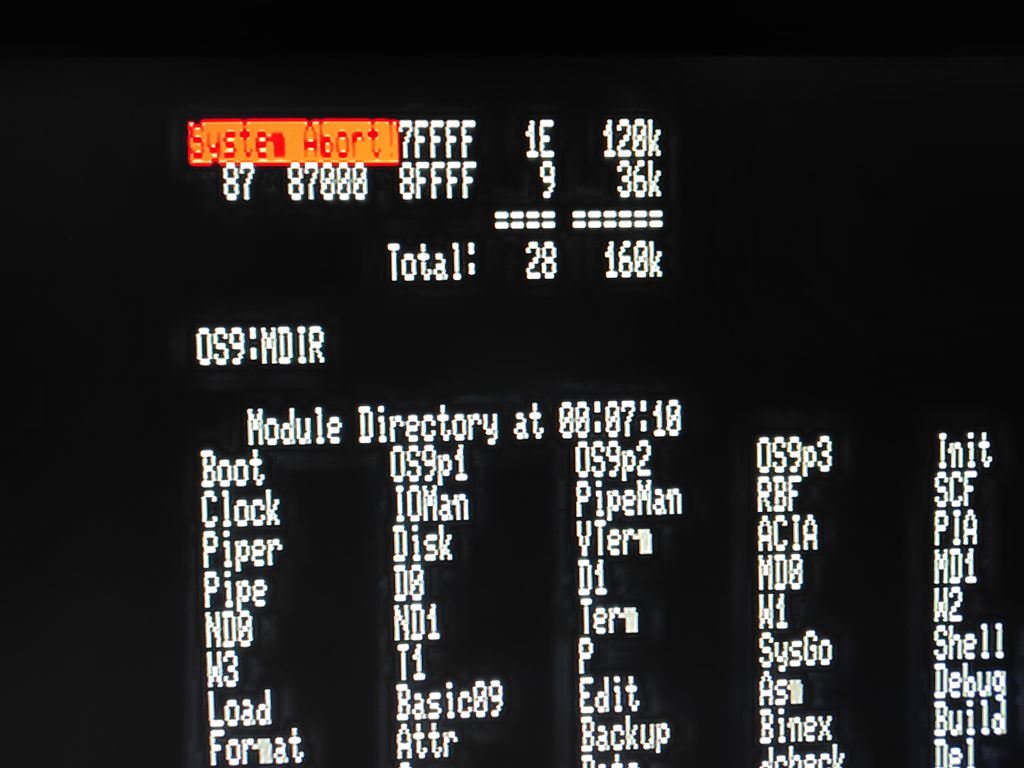 System Abort! 7FFFF 1E 120k
87 87000 8FFFF 9 36k
==== ======
Total: 28 160k
OS9:MDIR
Module Directory at 00:07:10
Boot OS9p1 OS9p2 OS9p3 Init
Clock IOMan PipeMan RBF SCF
Piper Disk VTerm ACIA PIA
Pipe D0 D1 MD0 MD1
ND0 ND1 Term W1 W2
W3 T1 P SysGo Shell
Load Basic09 Edit Asm Debug
Format Attr Backup Binex Build
dcheck Del